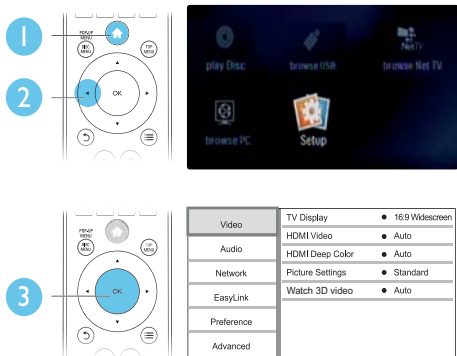 1
POP-UP MENU
DISC MENU
TOP MENU
OK
2
play Disc
browse USB
NetTV
browse Net TV
browse PC
Setup
3
POP-UP MENU
DISC MENU
TOP MENU
OK
Video
Audio
Network
EasyLink
Preference
Advanced
TV Display ● 16:9 Widescreen
HDMI Video ● Auto
HDMI Deep Color ● Auto
Picture Settings ● Standard
Watch 3D video ● Auto